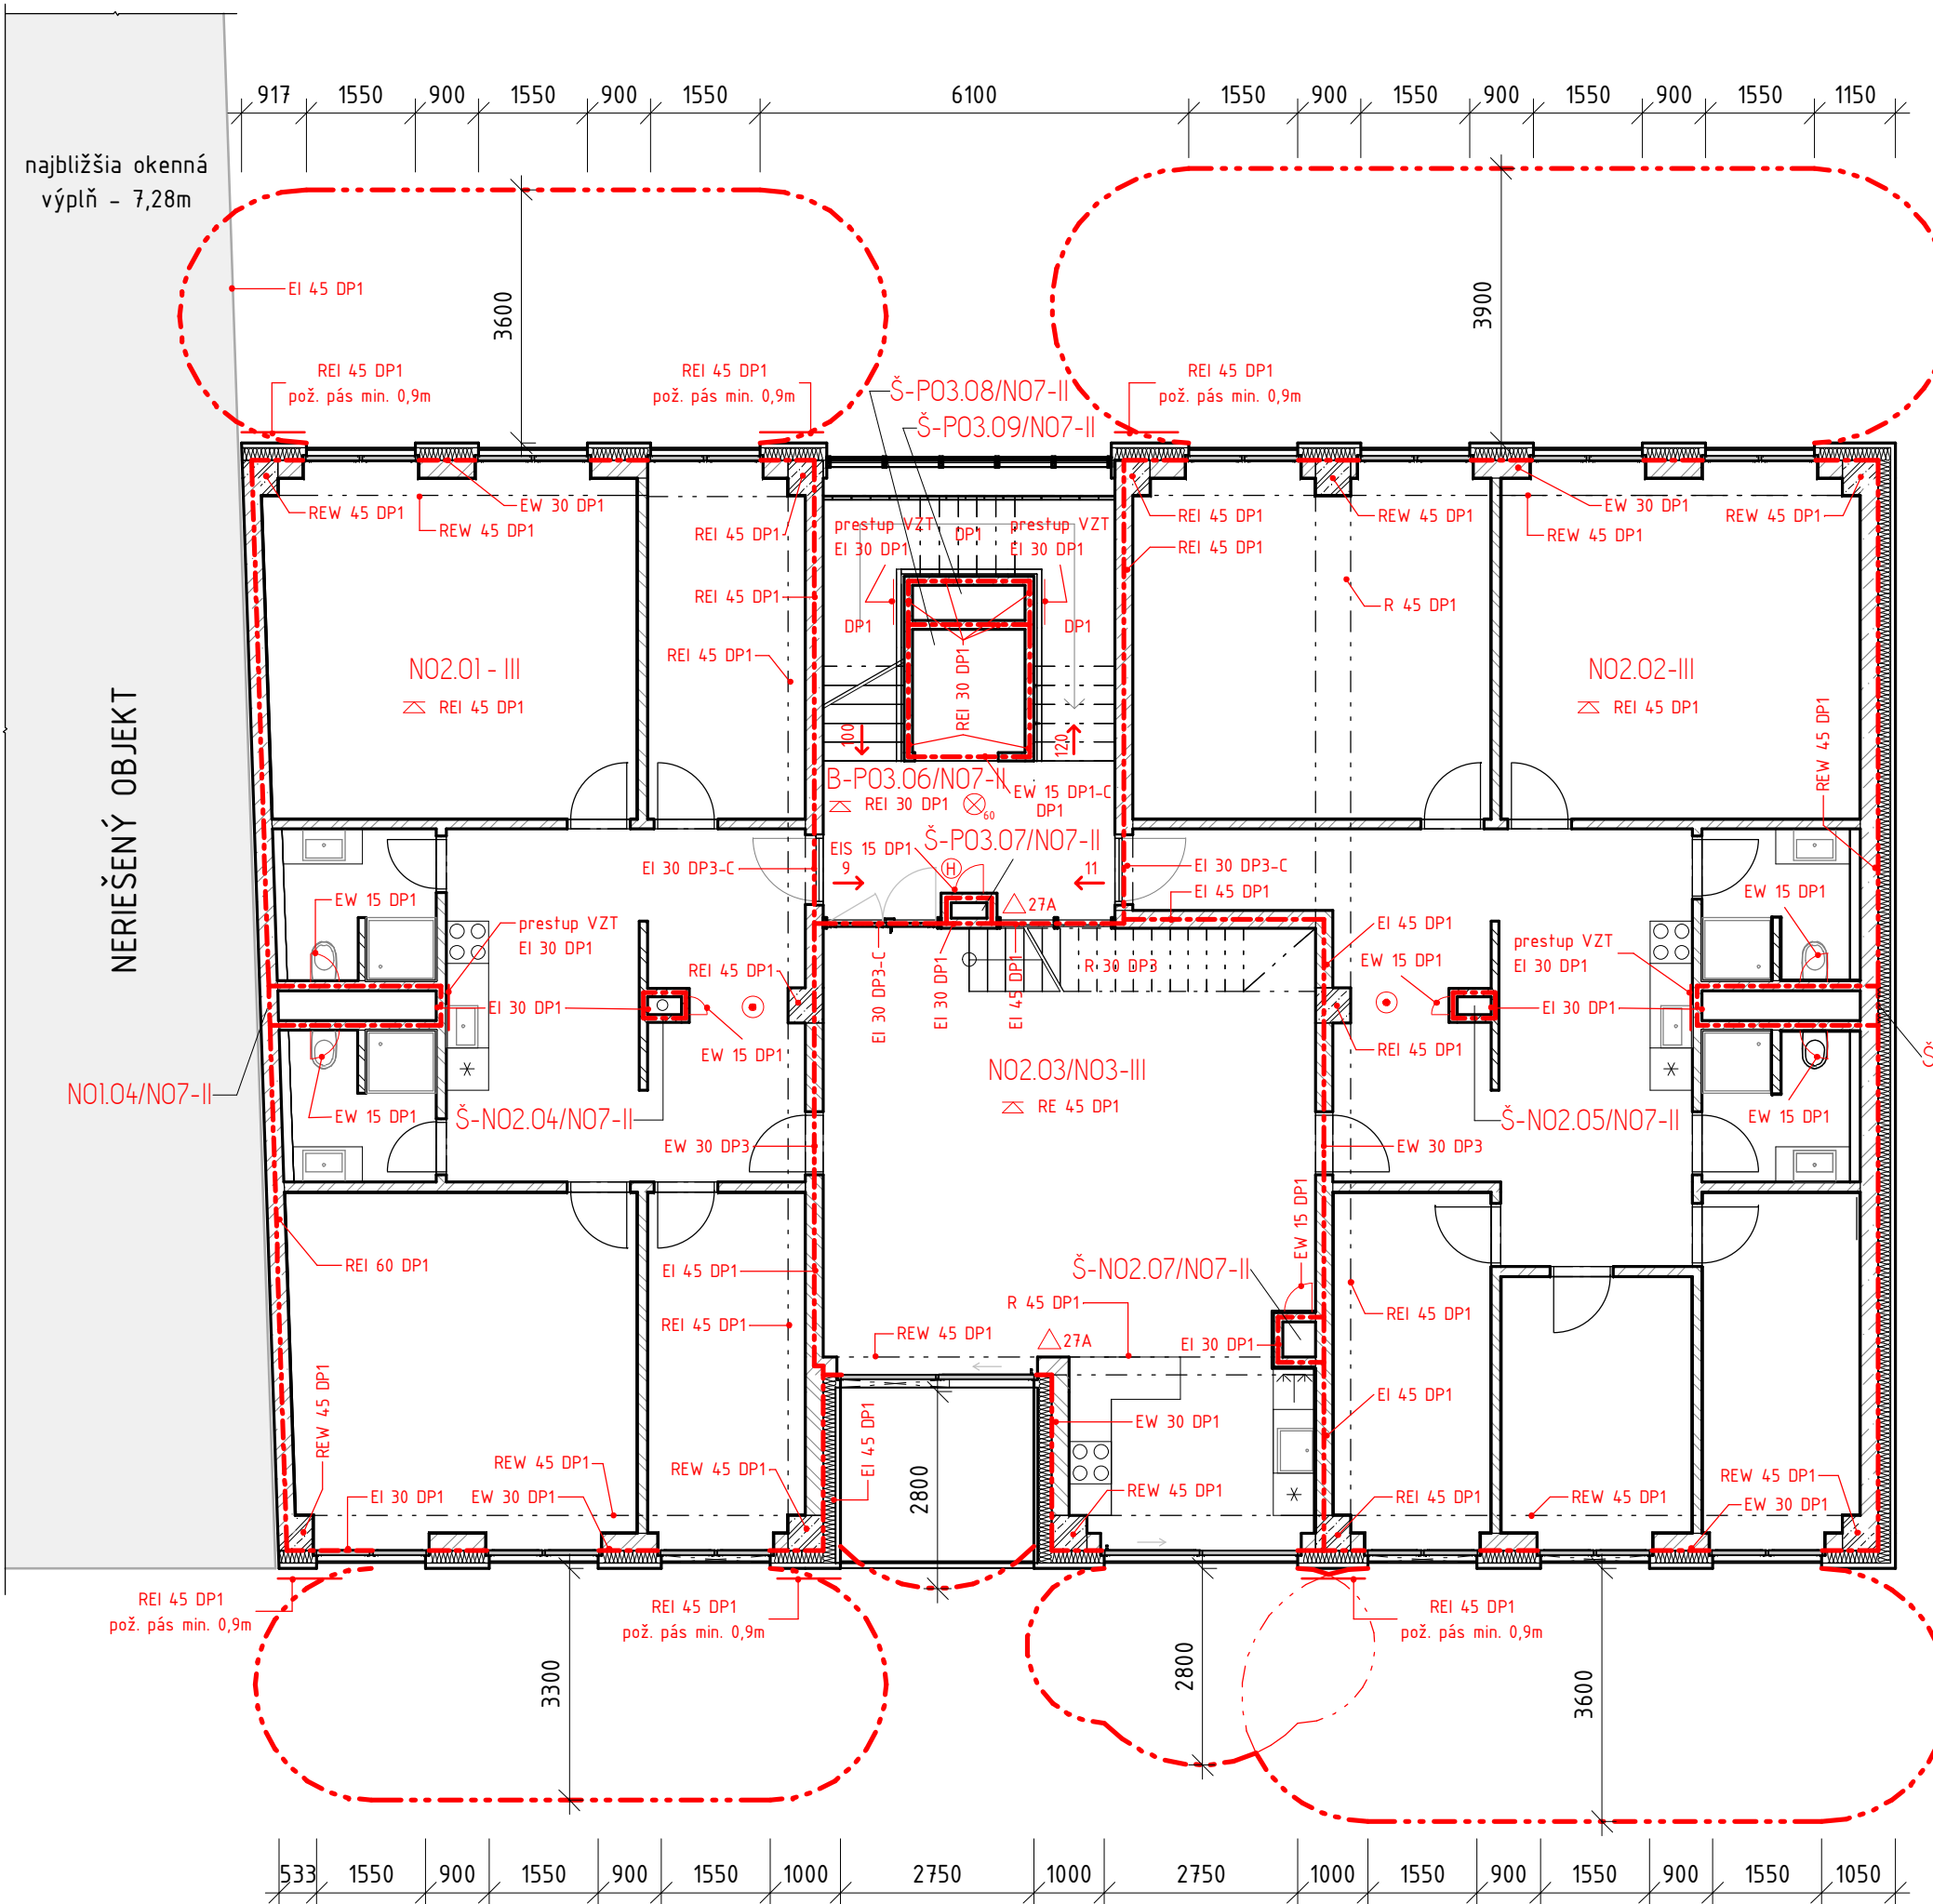 917
1550
900
1550
900
1550
6100
1550
900
1550
900
1550
900
1550
1150
najbližšia okenná
výplň - 7,28m
EI 45 DP1
3600
3900
REI 45 DP1
pož. pás min. 0,9m
REI 45 DP1
pož. pás min. 0,9m
REI 45 DP1
pož. pás min. 0,9m
Š-P03.08/N07-II
Š-P03.09/N07-II
REW 45 DP1
REW 45 DP1
EW 30 DP1
REI 45 DP1
prestup VZT
EI 30 DP1
DP1
prestup VZT
EI 30 DP1
REI 45 DP1
REI 45 DP1
REW 45 DP1
EW 30 DP1
REW 45 DP1
REW 45 DP1
REI 45 DP1
REI 45 DP1
DP1
DP1
REI 30 DP1
R 45 DP1
N02.01 - III
REI 45 DP1
N02.02-III
REI 45 DP1
REW 45 DP1
NERIEŠENÝ OBJEKT
100
120
B-P03.06/N07-II
REI 30 DP1
60
EW 15 DP1-C
DP1
Š-P03.07/N07-II
EIS 15 DP1
H
9
11
27A
EI 30 DP3-C
EI 30 DP3-C
EI 45 DP1
EW 15 DP1
prestup VZT
EI 30 DP1
EI 30 DP1
REI 45 DP1
EW 15 DP1
EI 30 DP3-C
EI 30 DP1
EI 45 DP1
R 30 DP3
EI 45 DP1
EW 15 DP1
prestup VZT
EI 30 DP1
EI 30 DP1
EW 15 DP1
REI 45 DP1
N02.03/N03-III
RE 45 DP1
Š
N01.04/N07-II
EW 15 DP1
Š-N02.04/N07-II
EW 30 DP3
EW 30 DP3
Š-N02.05/N07-II
EW 15 DP1
REI 60 DP1
EI 45 DP1
REI 45 DP1
Š-N02.07/N07-II
EW 15 DP1
R 45 DP1
REW 45 DP1
27A
EI 30 DP1
REI 45 DP1
EI 45 DP1
REW 45 DP1
REW 45 DP1
EI 30 DP1
EW 30 DP1
REW 45 DP1
EI 45 DP1
2800
EW 30 DP1
REW 45 DP1
REI 45 DP1
REW 45 DP1
REW 45 DP1
EW 30 DP1
REI 45 DP1
pož. pás min. 0,9m
REI 45 DP1
pož. pás min. 0,9m
REI 45 DP1
pož. pás min. 0,9m
3300
2800
3600
533
1550
900
1550
900
1550
1000
2750
1000
2750
1000
1550
900
1550
900
1550
1050